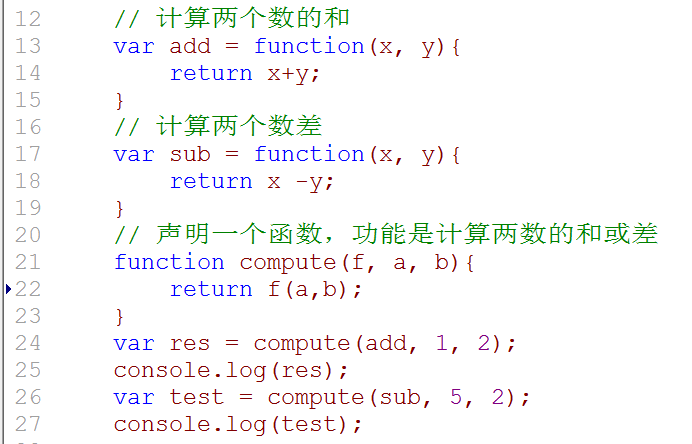 12 // 计算两个数的和
13 var add = function(x, y){
14 return x+y;
15 }
16 // 计算两个数差
17 var sub = function(x, y){
18 return x -y;
19 }
20 // 声明一个函数，功能是计算两数的和或差
21 function compute(f, a, b){
22 return f(a,b);
23 }
24 var res = compute(add, 1, 2);
25 console.log(res);
26 var test = compute(sub, 5, 2);
27 console.log(test);